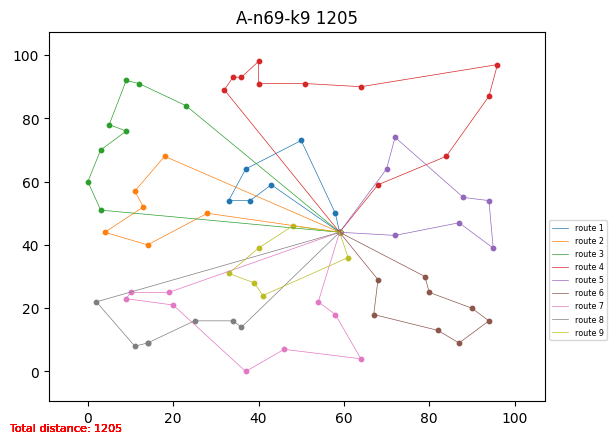 A-n69-k9 1205
100
80
60
40
20
0
0 20 40 60 80 100
route 1
route 2
route 3
route 4
route 5
route 6
route 7
route 8
route 9
Total distance: 1205